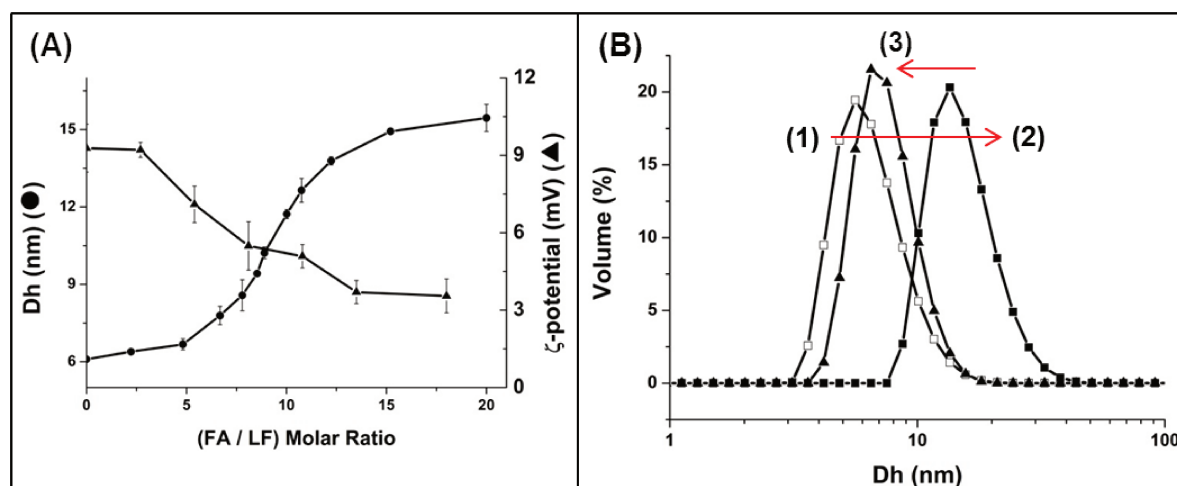 (A)
Dh (nm) (●)
15
12
9
6
12
9
6
3
0
ζ-potential (mV) (▲)
0 5 10 15 20
(FA / LF) Molar Ratio
(B)
(3)
(1)
(2)
Volume (%)
20
15
10
5
0
1 10 100
Dh (nm)